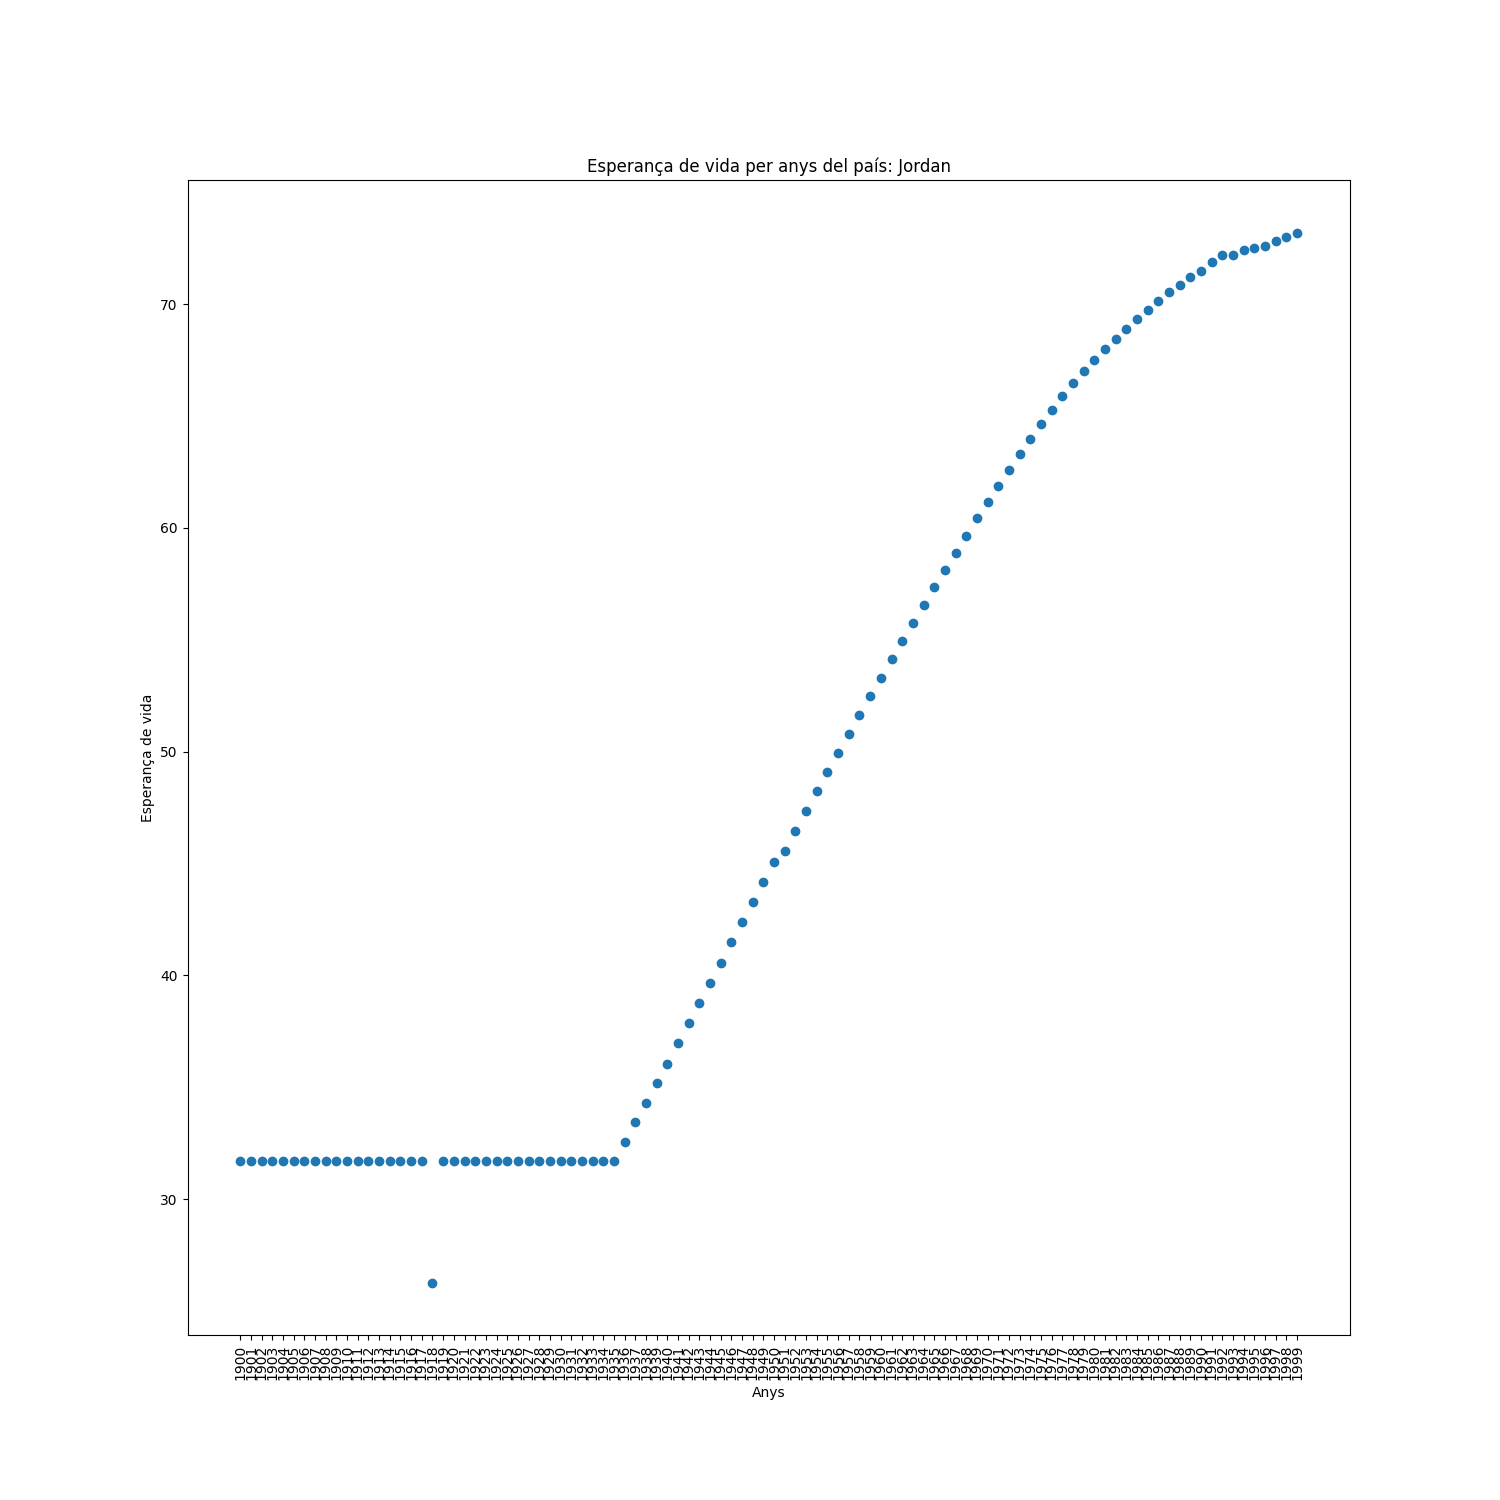 Esperança de vida per anys del país: Jordan
70
60
50
40
30
Esperança de vida
1900 1901 1902 1903 1904 1905 1906 1907 1908 1909 1910 1911 1912 1913 1914 1915 1916 1917 1918 1919 1920 1921 1922 1923 1924 1925 1926 1927 1928 1929 1930 1931 1932 1933 1934 1935 1936 1937 1938 1939 1940 1941 1942 1943 1944 1945 1946 1947 1948 1949 1950 1951 1952 1953 1954 1955 1956 1957 1958 1959 1960 1961 1962 1963 1964 1965 1966 1967 1968 1969 1970 1971 1972 1973 1974 1975 1976 1977 1978 1979 1980 1981 1982 1983 1984 1985 1986 1987 1988 1989 1990 1991 1992 1993 1994 1995 1996 1997 1998 1999
Anys